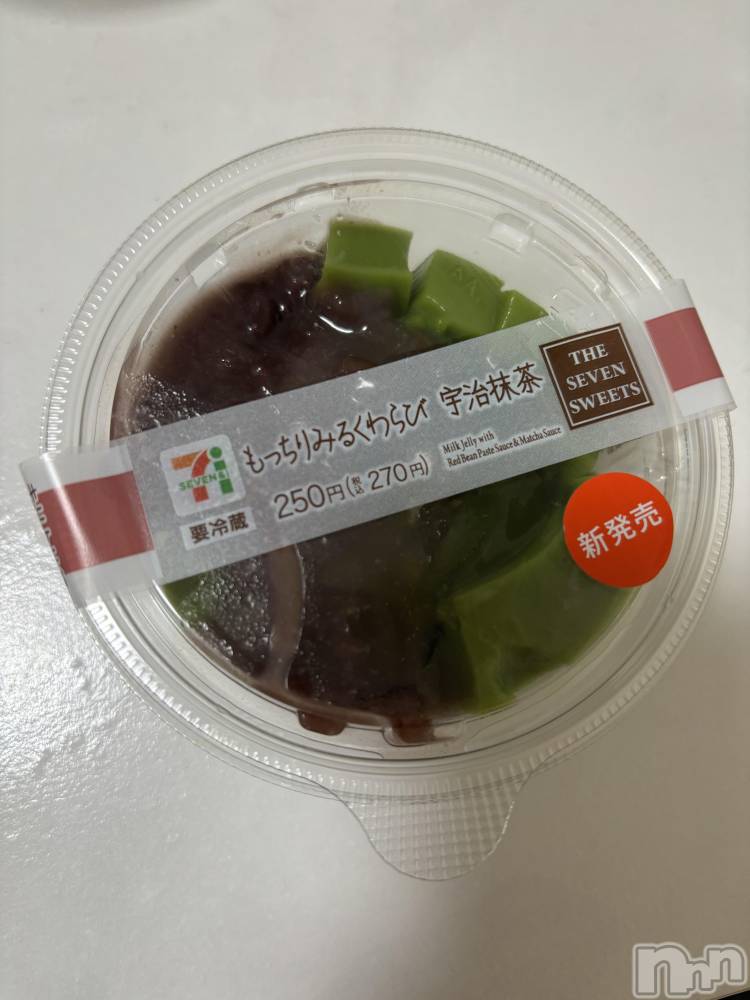 THE
SEVEN
SWEETS
もっちりみるくわらび 宇治抹茶
Milk Jelly with
Red Bean Paste Sauce & Matcha Sauce
7i
SEVEN&i
250円(税込270円)
要冷蔵
新発売
nnn